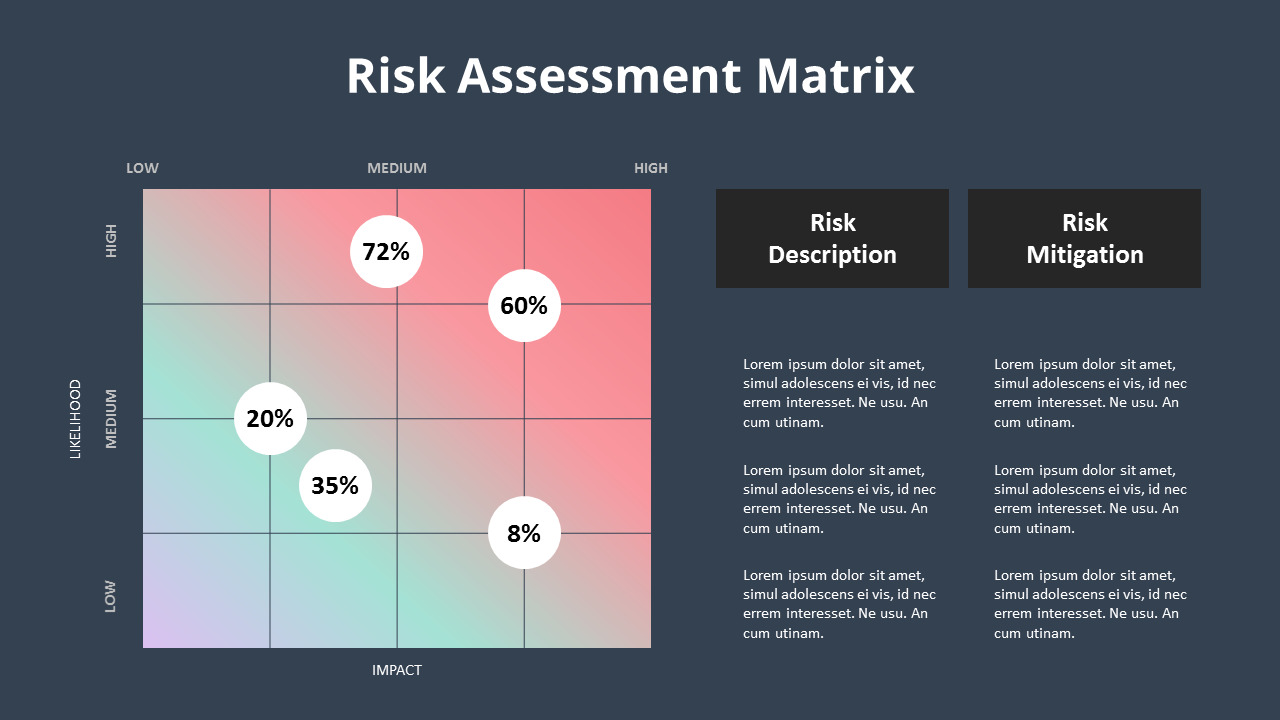 Risk Assessment Matrix
LOW
MEDIUM
HIGH
HIGH
MEDIUM
LOW
LIKELIHOOD
72%
60%
20%
35%
8%
IMPACT
Risk
Description
Lorem ipsum dolor sit amet,
simul adolescens ei vis, id nec
errem interesset. Ne usu. An
cum utinam.
Lorem ipsum dolor sit amet,
simul adolescens ei vis, id nec
errem interesset. Ne usu. An
cum utinam.
Lorem ipsum dolor sit amet,
simul adolescens ei vis, id nec
errem interesset. Ne usu. An
cum utinam.
Risk
Mitigation
Lorem ipsum dolor sit amet,
simul adolescens ei vis, id nec
errem interesset. Ne usu. An
cum utinam.
Lorem ipsum dolor sit amet,
simul adolescens ei vis, id nec
errem interesset. Ne usu. An
cum utinam.
Lorem ipsum dolor sit amet,
simul adolescens ei vis, id nec
errem interesset. Ne usu. An
cum utinam.